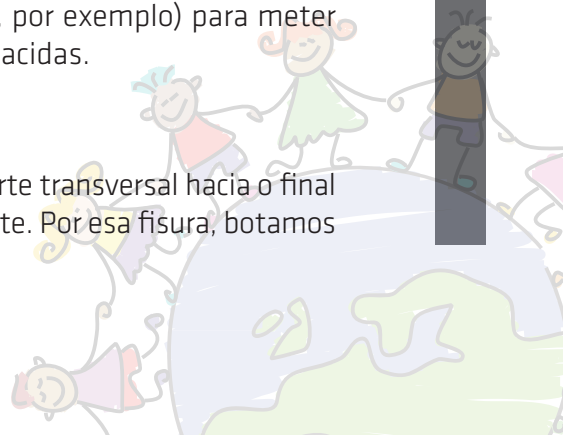 , por exemplo) para meter
acidas.
rte transversal hacia o final
te. Por esa fisura, botamos